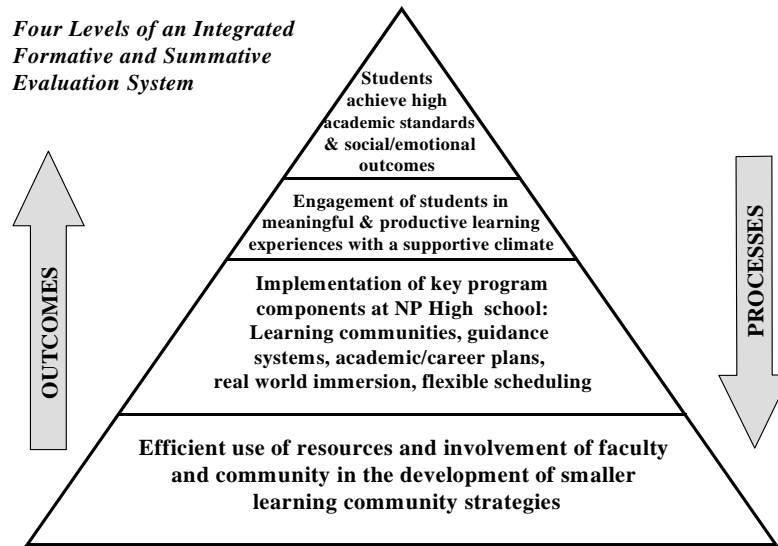 Four Levels of an Integrated
Formative and Summative
Evaluation System
Students
achieve high
academic standards
& social/emotional
outcomes
Engagement of students in
meaningful & productive learning
experiences with a supportive climate
Implementation of key program
components at NP High school:
Learning communities, guidance
systems, academic/career plans,
real world immersion, flexible scheduling
Efficient use of resources and involvement of faculty
and community in the development of smaller
learning community strategies
OUTCOMES
PROCESSES